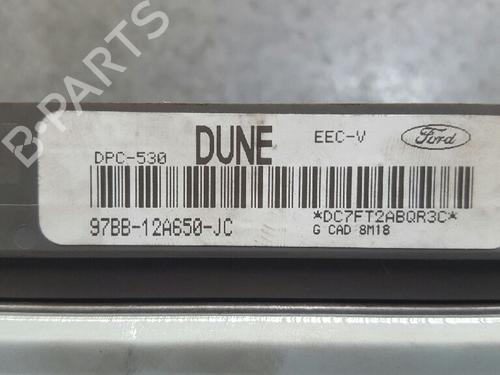 DPC-530 DUNE EEC-V Ford
97BB-12A650-JC *DC7FT2ABQR3C*
G CAD 8M18
B-PARTS